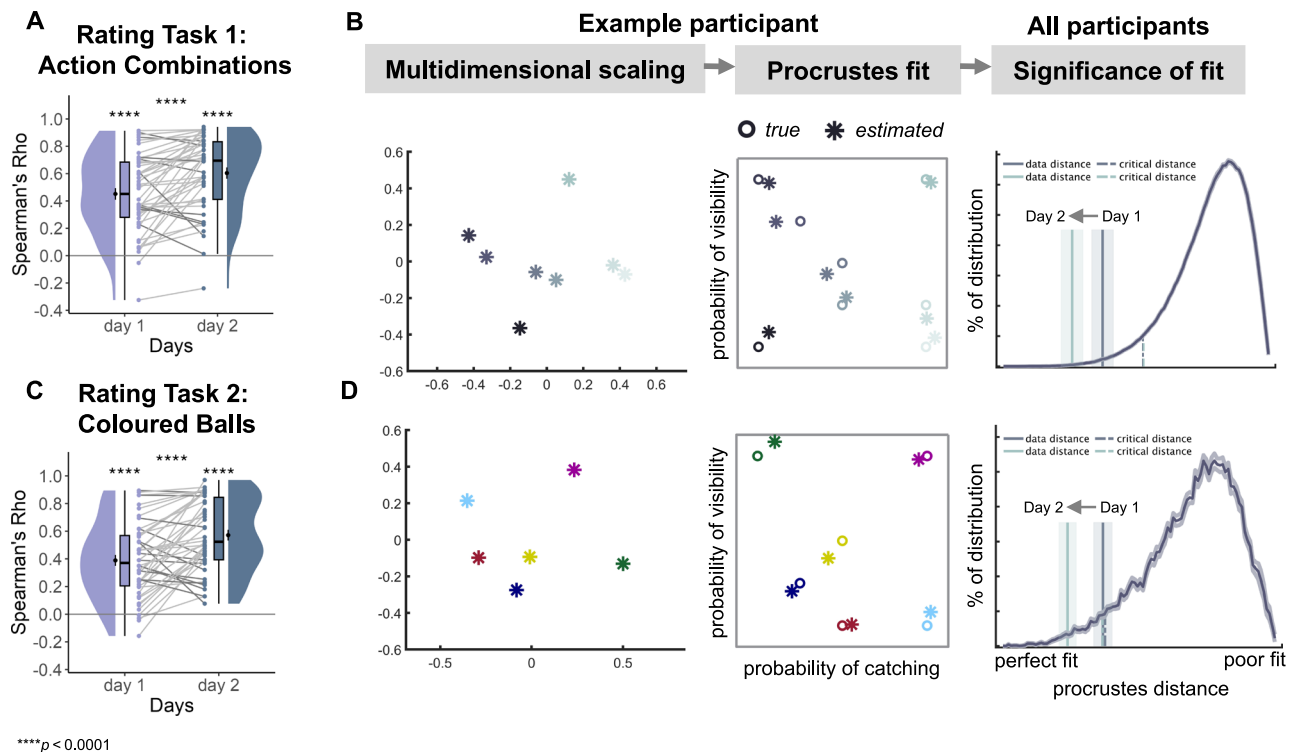 A
Rating Task 1:
Action Combinations
****
**** ****
Spearman's Rho
1.0
0.8
0.6
0.4
0.2
0.0
-0.2
-0.4
day 1 day 2
Days
B
Example participant
All participants
Multidimensional scaling
Procrustes fit
Significance of fit
true estimated
0.6
0.4
0.2
0
-0.2
-0.4
-0.6
-0.6 -0.4 -0.2 0 0.2 0.4 0.6
probability of visibility
% of distribution
data distance critical distance
data distance critical distance
Day 2 Day 1
C
Rating Task 2:
Coloured Balls
****
**** ****
Spearman's Rho
1.0
0.8
0.6
0.4
0.2
0.0
-0.2
-0.4
day 1 day 2
Days
D
0.6
0.4
0.2
0
-0.2
-0.4
-0.6
-0.5 0 0.5
probability of visibility
probability of catching
% of distribution
data distance critical distance
data distance critical distance
Day 2 Day 1
perfect fit poor fit
procrustes distance
****p < 0.0001